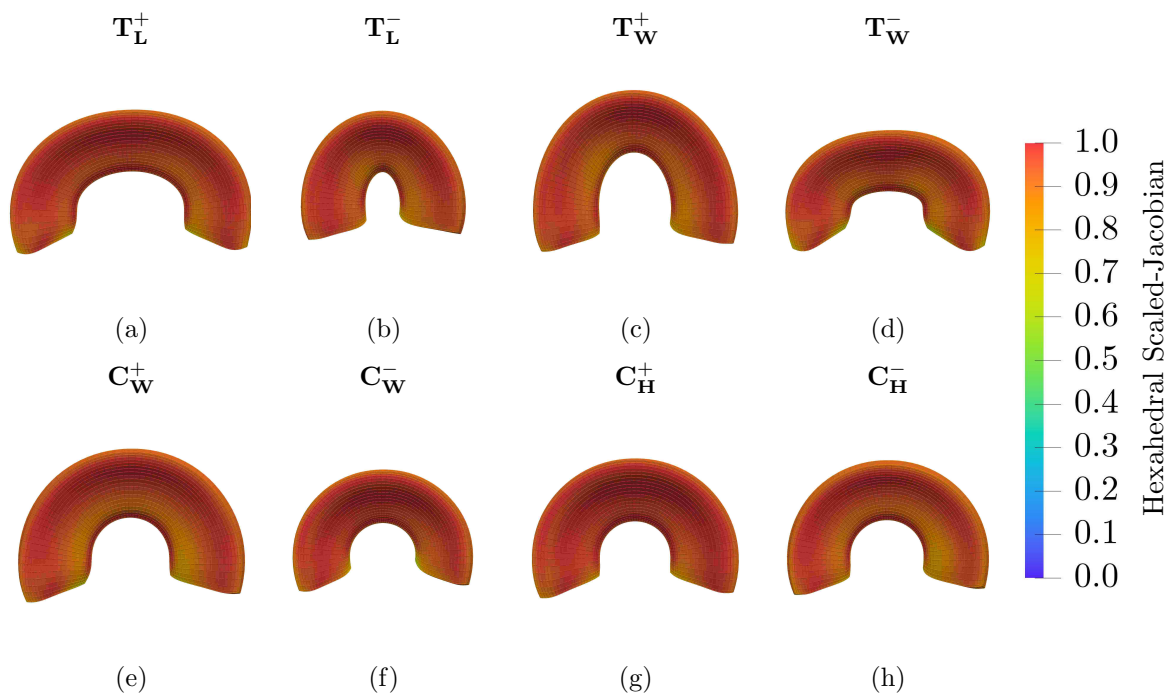 T_L^+ T_L^- T_W^+ T_W^-
(a) (b) (c) (d)
C_W^+ C_W^- C_H^+ C_H^-
(e) (f) (g) (h)
1.0
0.9
0.8
0.7
0.6
0.5
0.4
0.3
0.2
0.1
0.0
Hexahedral Scaled-Jacobian